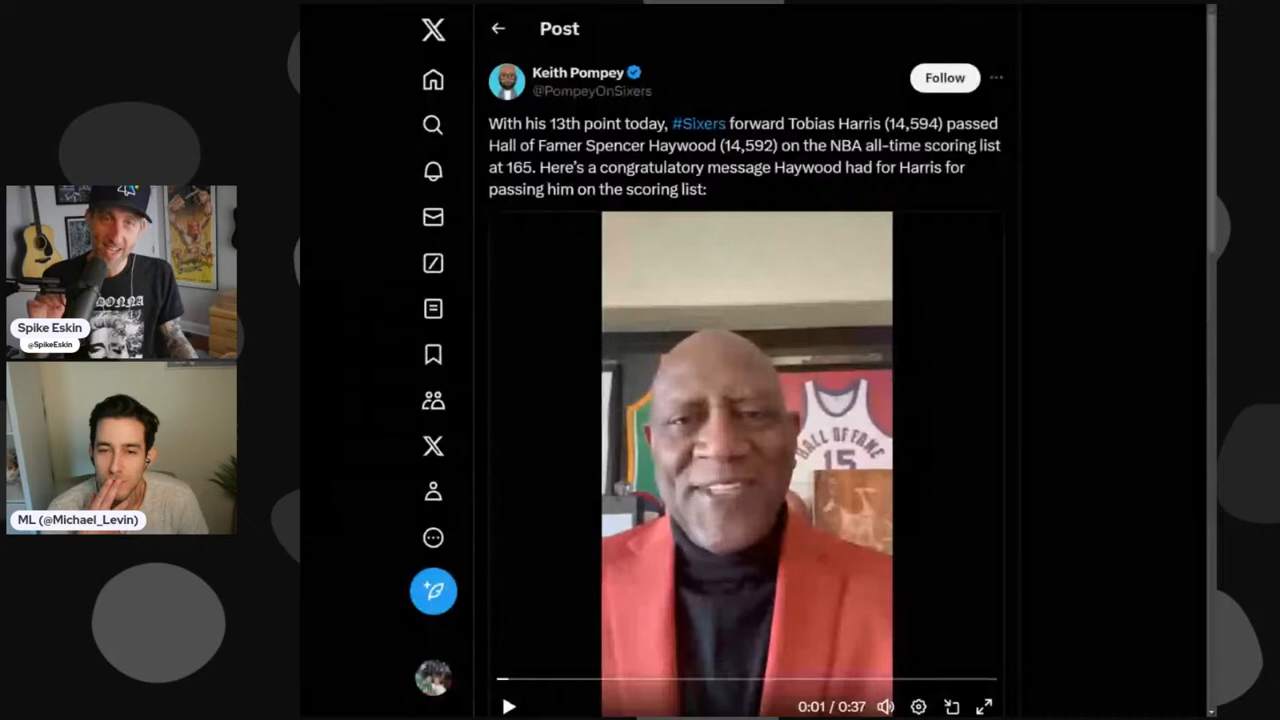 Post
Keith Pompey
@PompeyOnSixers
Follow
With his 13th point today, #Sixers forward Tobias Harris (14,594) passed
Hall of Famer Spencer Haywood (14,592) on the NBA all-time scoring list
at 165. Here's a congratulatory message Haywood had for Harris for
passing him on the scoring list:
HALL OF FAME
15
0:01 / 0:37
DONNA
Spike Eskin
@SpikeEskin
ML (@Michael_Levin)